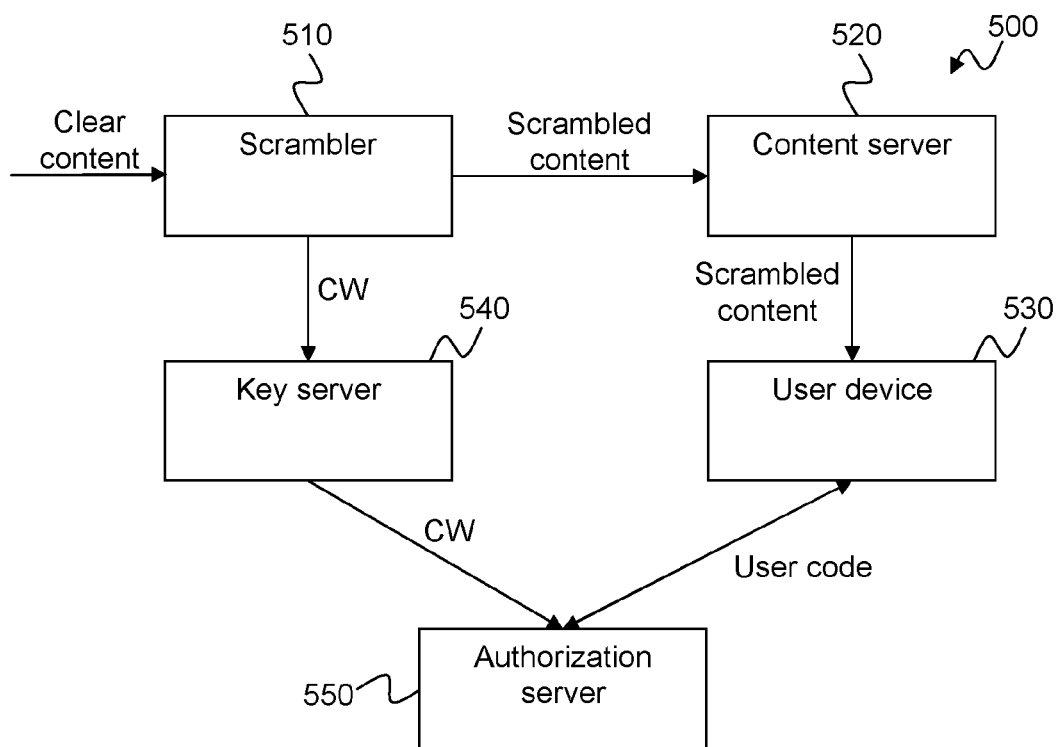 510
520
500
Clear
content
Scrambler
Scrambled
content
Content server
CW
Scrambled
content
540
530
Key server
User device
CW
User code
Authorization
server
550